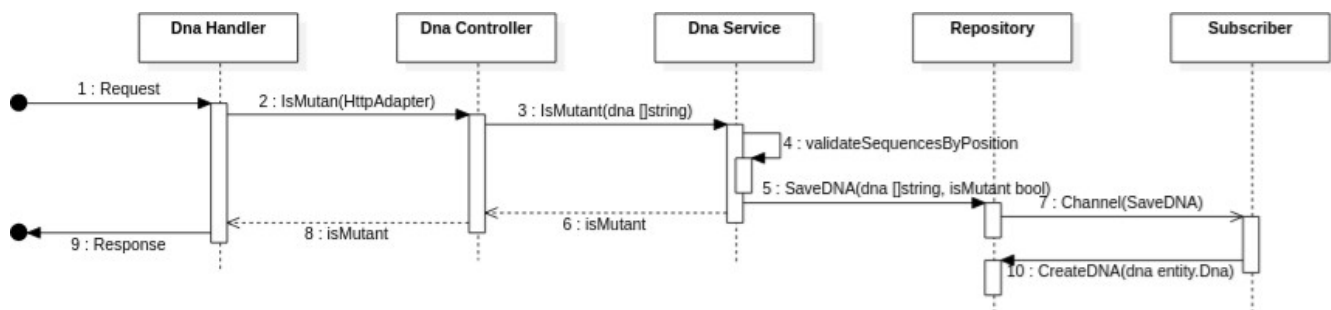 Dna Handler
Dna Controller
Dna Service
Repository
Subscriber
1 : Request
2 : IsMutan(HttpAdapter)
3 : IsMutant(dna []string)
4 : validateSequencesByPosition
5 : SaveDNA(dna []string, isMutant bool)
7 : Channel(SaveDNA)
6 : isMutant
8 : isMutant
9 : Response
10 : CreateDNA(dna entity.Dna)